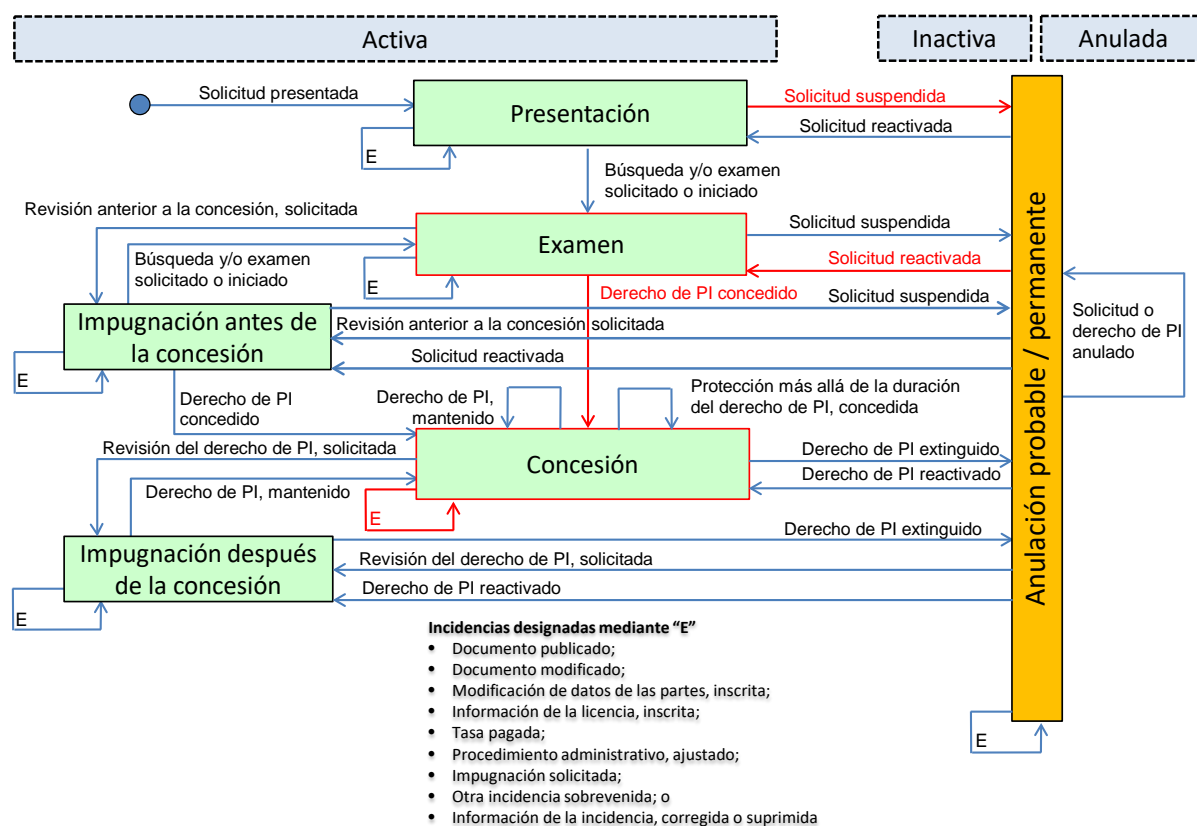 Activa
Inactiva
Anulada
Solicitud presentada
Presentación
Solicitud suspendida
Solicitud reactivada
E
Búsqueda y/o examen
solicitado o iniciado
Revisión anterior a la concesión, solicitada
Examen
Solicitud suspendida
Solicitud reactivada
Búsqueda y/o examen
solicitado o iniciado
E
Derecho de PI concedido
Solicitud suspendida
Impugnación antes de
la concesión
Revisión anterior a la concesión solicitada
Solicitud reactivada
E
Solicitud o
derecho de PI
anulado
Anulación probable / permanente
Derecho de PI
concedido
Derecho de PI,
mantenido
Protección más allá de la duración
del derecho de PI, concedida
Revisión del derecho de PI, solicitada
Concesión
Derecho de PI extinguido
Derecho de PI reactivado
Derecho de PI, mantenido
E
Derecho de PI extinguido
Impugnación después
de la concesión
Revisión del derecho de PI, solicitada
Derecho de PI reactivado
E
Incidencias designadas mediante “E”
• Documento publicado;
• Documento modificado;
• Modificación de datos de las partes, inscrita;
• Información de la licencia, inscrita;
• Tasa pagada;
• Procedimiento administrativo, ajustado;
• Impugnación solicitada;
• Otra incidencia sobrevenida; o
• Información de la incidencia, corregida o suprimida
E